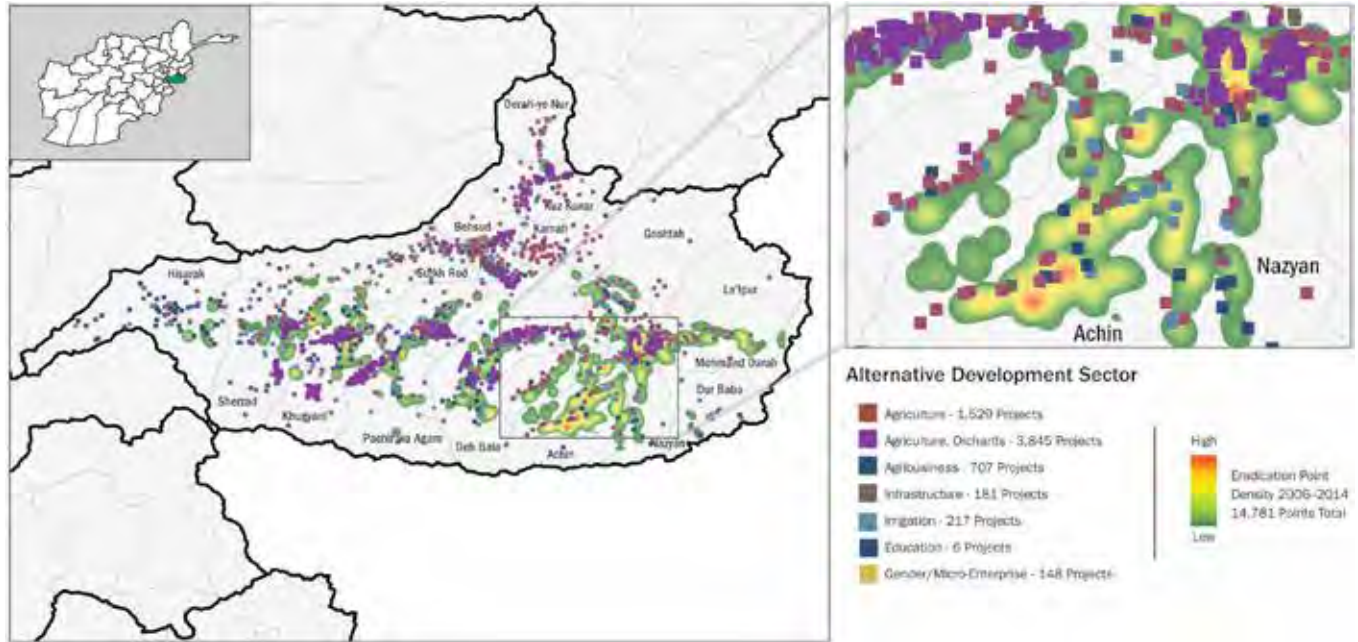 Darah-ye Nur
Kuz Kunar
Behsud
Kamah
Goshtah
Surkh Rod
Hisarak
La'lpur
Mohmand Darah
Dur Baba
Sherzad
Khugyani
Pachir wa Agam
Deh Bala
Achin
Nazyan
Nazyan
Achin
Alternative Development Sector
Agriculture - 1,529 Projects
Agriculture, Orchards - 3,845 Projects
Agribusiness - 707 Projects
Infrastructure - 181 Projects
Irrigation - 217 Projects
Education - 6 Projects
Gender/Micro-Enterprise - 148 Projects
High
Eradication Point
Density 2006–2014
14,781 Points Total
Low